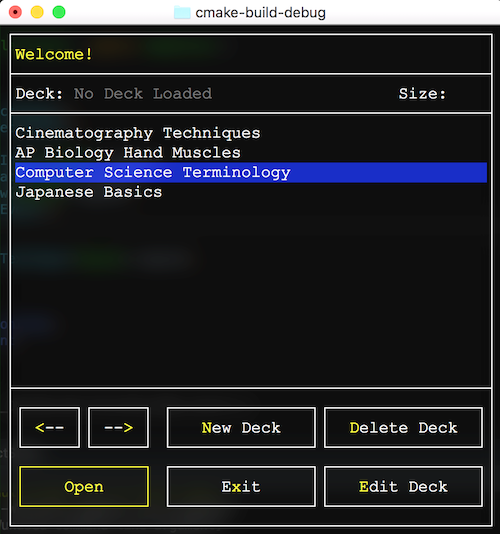 cmake-build-debug
Welcome!
Deck: No Deck Loaded Size:
Cinematography Techniques
AP Biology Hand Muscles
Computer Science Terminology
Japanese Basics
<-- --> New Deck Delete Deck
Open Exit Edit Deck